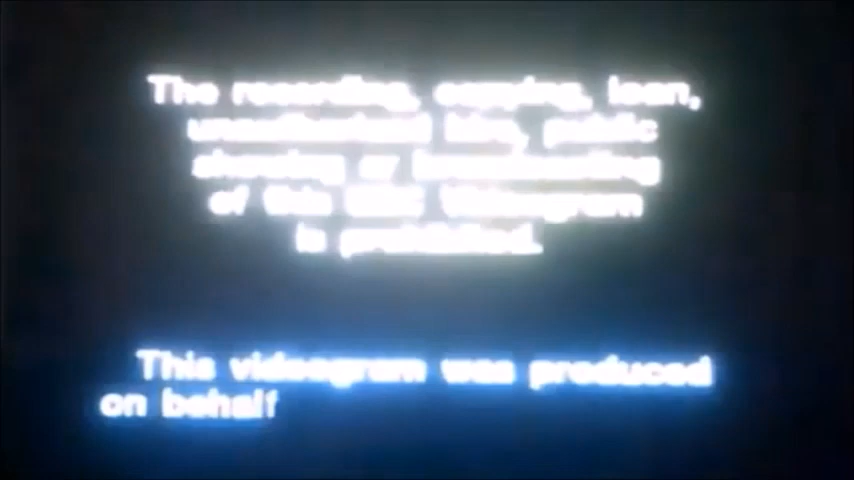 The recording, copying, loan,
unauthorised hire, public
showing or broadcasting
of this BBC Videogram
is prohibited.
This videogram was produced
on behalf